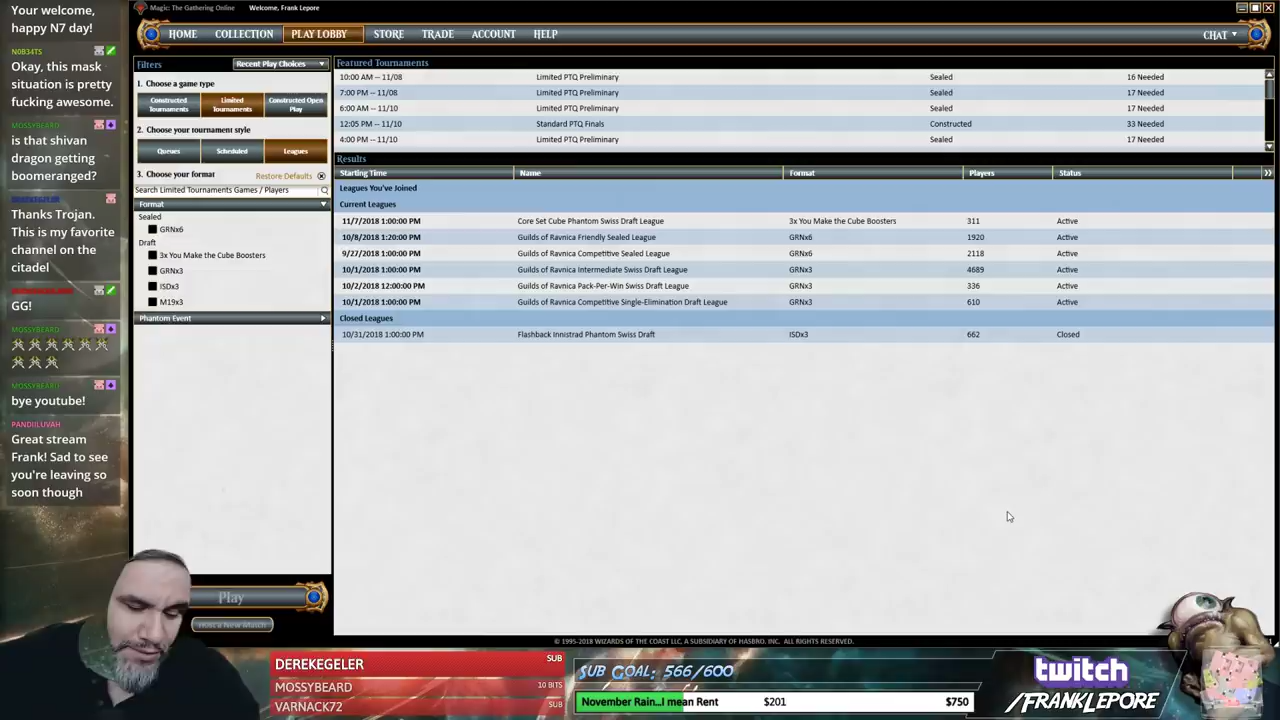 Your welcome,
happy N7 day!
N0B34TS
Okay, this mask
situation is pretty
fucking awesome.
MOSSYBEARD
is that shivan
dragon getting
boomeranged?
Thanks Trojan.
This is my favorite
channel on the
citadel
GG!
MOSSYBEARD
MOSSYBEARD
bye youtube!
PANDIILUVAH
Great stream
Frank! Sad to see
you're leaving so
soon though
Magic: The Gathering Online
Welcome, Frank Lepore
HOME COLLECTION PLAY LOBBY STORE TRADE ACCOUNT HELP CHAT
Filters
Recent Play Choices
1. Choose a game type
Constructed Tournaments
Limited Tournaments
Constructed Open Play
2. Choose your tournament style
Queues Scheduled Leagues
3. Choose your format
Restore Defaults
Search Limited Tournaments Games / Players
Format
Sealed
GRNx6
Draft
3x You Make the Cube Boosters
GRNx3
ISDx3
M19x3
Phantom Event
Play
Host a New Match
Featured Tournaments
10:00 AM -- 11/08 Limited PTQ Preliminary Sealed 16 Needed
7:00 PM -- 11/08 Limited PTQ Preliminary Sealed 17 Needed
6:00 AM -- 11/10 Limited PTQ Preliminary Sealed 17 Needed
12:05 PM -- 11/10 Standard PTQ Finals Constructed 33 Needed
4:00 PM -- 11/10 Limited PTQ Preliminary Sealed 17 Needed
Results
Starting Time Name Format Players Status
Leagues You've Joined
Current Leagues
11/7/2018 1:00:00 PM Core Set Cube Phantom Swiss Draft League 3x You Make the Cube Boosters 311 Active
10/8/2018 1:20:00 PM Guilds of Ravnica Friendly Sealed League GRNx6 1920 Active
9/27/2018 1:00:00 PM Guilds of Ravnica Competitive Sealed League GRNx6 2118 Active
10/1/2018 1:00:00 PM Guilds of Ravnica Intermediate Swiss Draft League GRNx3 4689 Active
10/2/2018 12:00:00 PM Guilds of Ravnica Pack-Per-Win Swiss Draft League GRNx3 336 Active
10/1/2018 1:00:00 PM Guilds of Ravnica Competitive Single-Elimination Draft League GRNx3 610 Active
Closed Leagues
10/31/2018 1:00:00 PM Flashback Innistrad Phantom Swiss Draft ISDx3 662 Closed
© 1995-2018 WIZARDS OF THE COAST LLC, A SUBSIDIARY OF HASBRO, INC. ALL RIGHTS RESERVED.
DEREKEGELER SUB
MOSSYBEARD 10 BITS
VARNACK72 SUB
SUB GOAL: 566/600
November Rain...I mean Rent $201 $750
twitch
/FRANKLEPORE